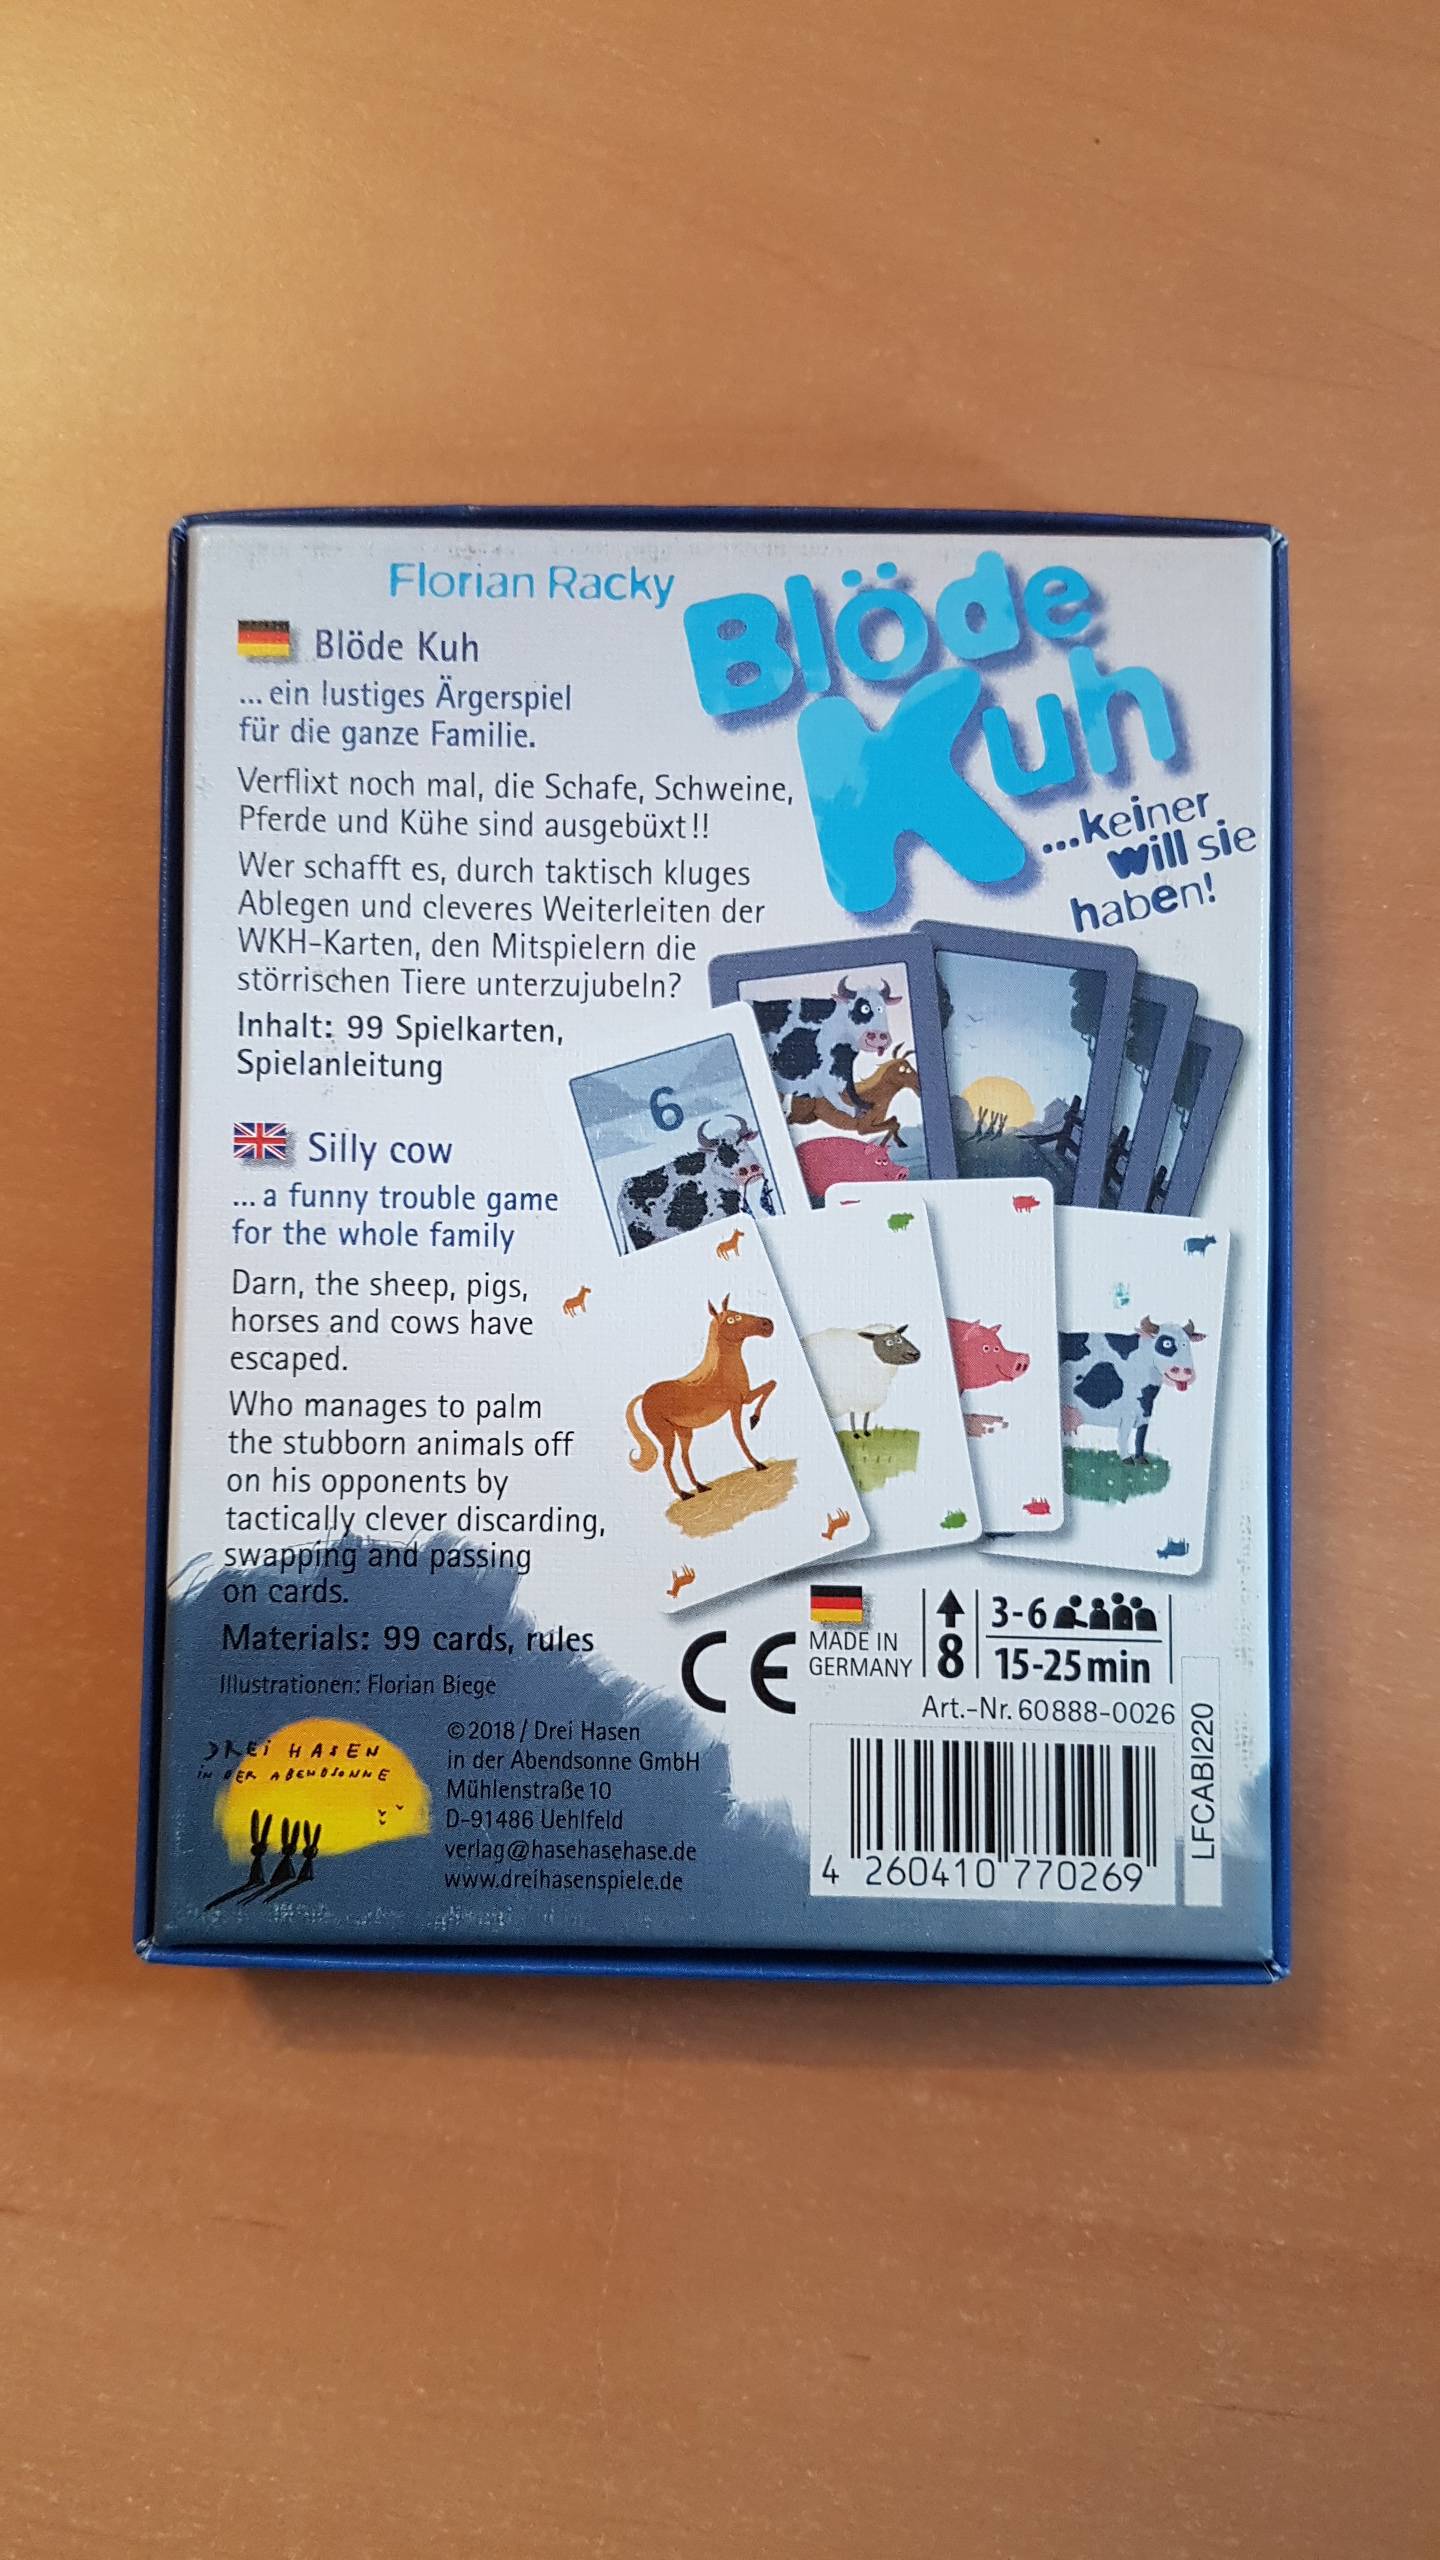 Florian Racky
Blöde
Kuh
...keiner
will sie
haben!
Blöde Kuh
... ein lustiges Ärgerspiel
für die ganze Familie.
Verflixt noch mal, die Schafe, Schweine,
Pferde und Kühe sind ausgebüxt!!
Wer schafft es, durch taktisch kluges
Ablegen und cleveres Weiterleiten der
WKH-Karten, den Mitspielern die
störrischen Tiere unterzujubeln?
Inhalt: 99 Spielkarten,
Spielanleitung
6
Silly cow
... a funny trouble game
for the whole family
Darn, the sheep, pigs,
horses and cows have
escaped.
Who manages to palm
the stubborn animals off
on his opponents by
tactically clever discarding,
swapping and passing
on cards.
Materials: 99 cards, rules
Illustrationen: Florian Biege
DREI HASEN
IN DER ABENDSONNE
©2018 / Drei Hasen
in der Abendsonne GmbH
Mühlenstraße 10
D-91486 Uehlfeld
verlag@hasehasehase.de
www.dreihasenspiele.de
CE
MADE IN
GERMANY
8
3-6
15-25 min
Art.-Nr. 60888-0026
4 260410 770269
LFCABI220